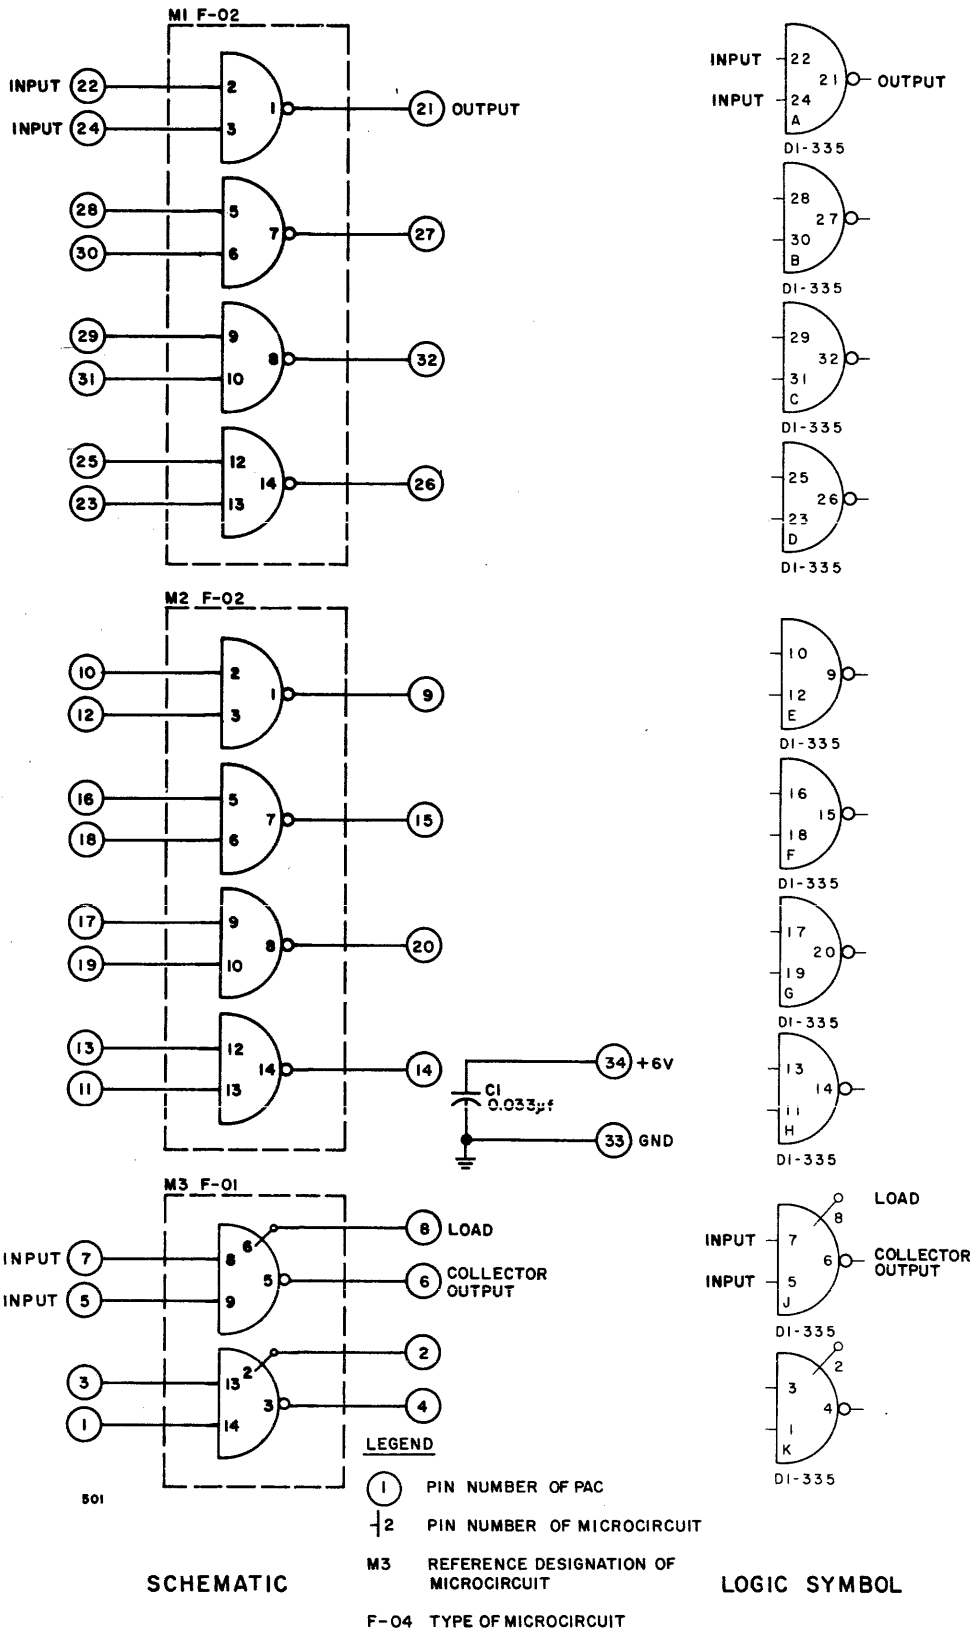 M1 F-02
INPUT 22 2 1 21 OUTPUT
INPUT 24 3
28 5 7 27
30 6
29 9 8 32
31 10
25 12 14 26
23 13
M2 F-02
10 2 1 9
12 3
16 5 7 15
18 6
17 9 8 20
19 10
13 12 14 14
11 13
34 +6V
C1
0.033µf
33 GND
M3 F-01
6 8 LOAD
INPUT 7 8 5 6 COLLECTOR
OUTPUT
INPUT 5 9
2 2
3 13 3 4
1 14
501
LEGEND
1 PIN NUMBER OF PAC
2 PIN NUMBER OF MICROCIRCUIT
M3 REFERENCE DESIGNATION OF
MICROCIRCUIT
F-04 TYPE OF MICROCIRCUIT
SCHEMATIC
INPUT 22 21 OUTPUT
INPUT 24
A
DI-335
28 27
30
B
DI-335
29 32
31
C
DI-335
25 26
23
D
DI-335
10 9
12
E
DI-335
16 15
18
F
DI-335
17 20
19
G
DI-335
13 14
11
H
DI-335
8 LOAD
INPUT 7 6 COLLECTOR
OUTPUT
INPUT 5
J
DI-335
2
3 4
1
K
DI-335
LOGIC SYMBOL